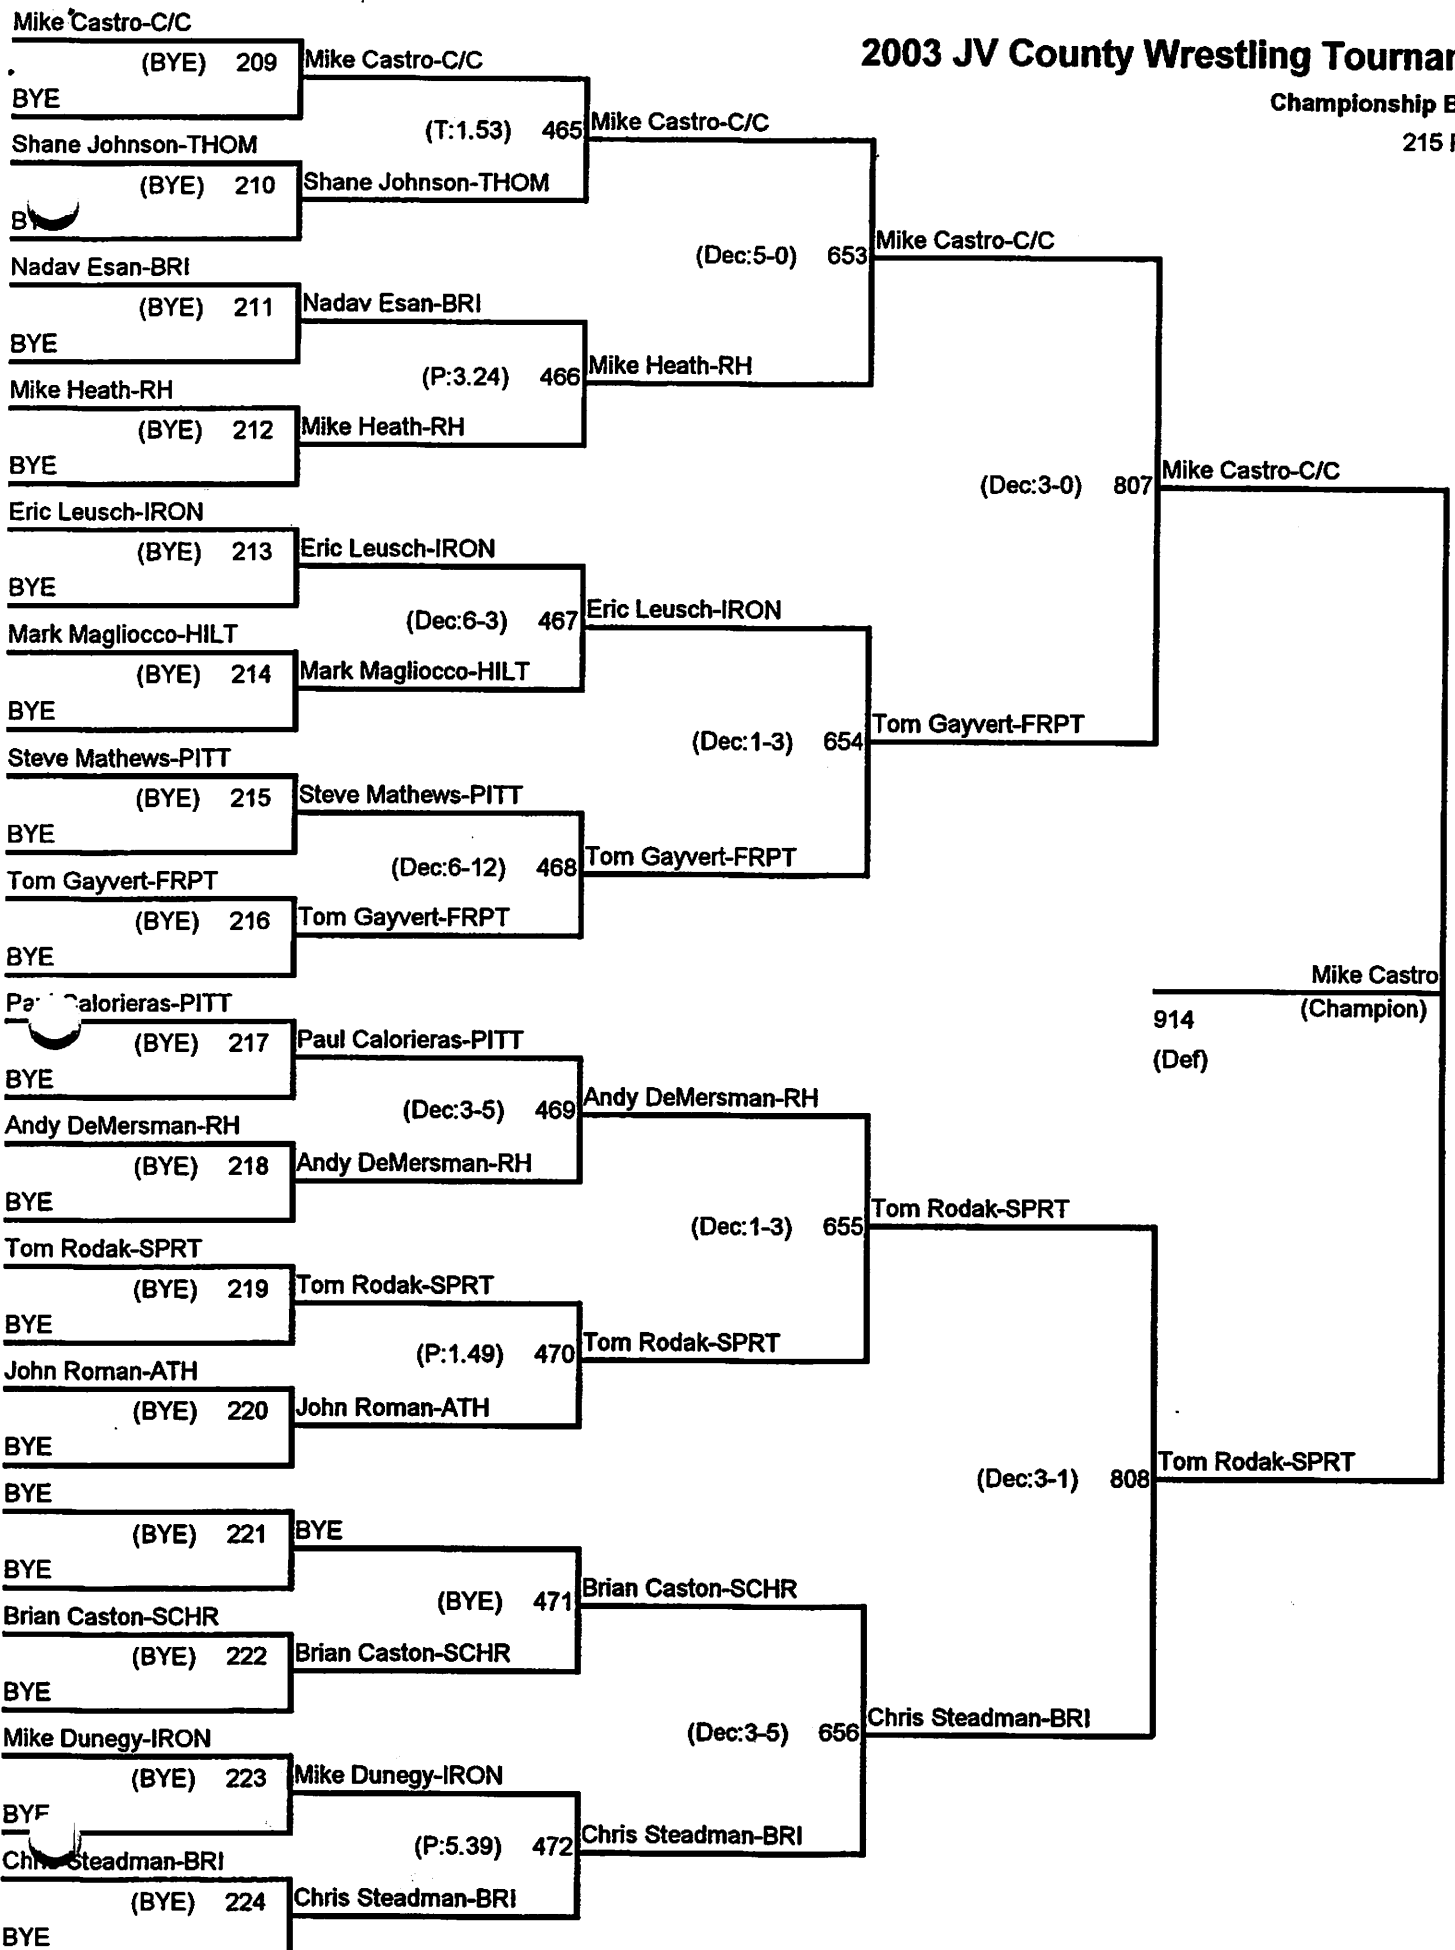 2003 JV County Wrestling Tournar
Championship B
215
Mike Castro-C/C
(BYE) 209
BYE
Mike Castro-C/C
Shane Johnson-THOM
(BYE) 210
Shane Johnson-THOM
(T:1.53) 465
Mike Castro-C/C
Nadav Esan-BRI
(BYE) 211
BYE
Nadav Esan-BRI
Mike Heath-RH
(BYE) 212
BYE
Mike Heath-RH
(P:3.24) 466
Mike Heath-RH
(Dec:5-0) 653
Mike Castro-C/C
Eric Leusch-IRON
(BYE) 213
BYE
Eric Leusch-IRON
Mark Magliocco-HILT
(BYE) 214
BYE
Mark Magliocco-HILT
(Dec:6-3) 467
Eric Leusch-IRON
Steve Mathews-PITT
(BYE) 215
BYE
Steve Mathews-PITT
Tom Gayvert-FRPT
(BYE) 216
BYE
Tom Gayvert-FRPT
(Dec:6-12) 468
Tom Gayvert-FRPT
(Dec:1-3) 654
Tom Gayvert-FRPT
(Dec:3-0) 807
Mike Castro-C/C
Mike Castro
(Champion)
914
(Def)
Calorieras-PITT
(BYE) 217
BYE
Paul Calorieras-PITT
Andy DeMersman-RH
(BYE) 218
BYE
Andy DeMersman-RH
(Dec:3-5) 469
Andy DeMersman-RH
Tom Rodak-SPRT
(BYE) 219
BYE
Tom Rodak-SPRT
John Roman-ATH
(BYE) 220
BYE
John Roman-ATH
(P:1.49) 470
Tom Rodak-SPRT
(Dec:1-3) 655
Tom Rodak-SPRT
BYE
(BYE) 221
BYE
BYE
Brian Caston-SCHR
(BYE) 222
BYE
Brian Caston-SCHR
(BYE) 471
Brian Caston-SCHR
Mike Dunegy-IRON
(BYE) 223
BYE
Mike Dunegy-IRON
Chris Steadman-BRI
(BYE) 224
BYE
Chris Steadman-BRI
(P:5.39) 472
Chris Steadman-BRI
(Dec:3-5) 656
Chris Steadman-BRI
(Dec:3-1) 808
Tom Rodak-SPRT